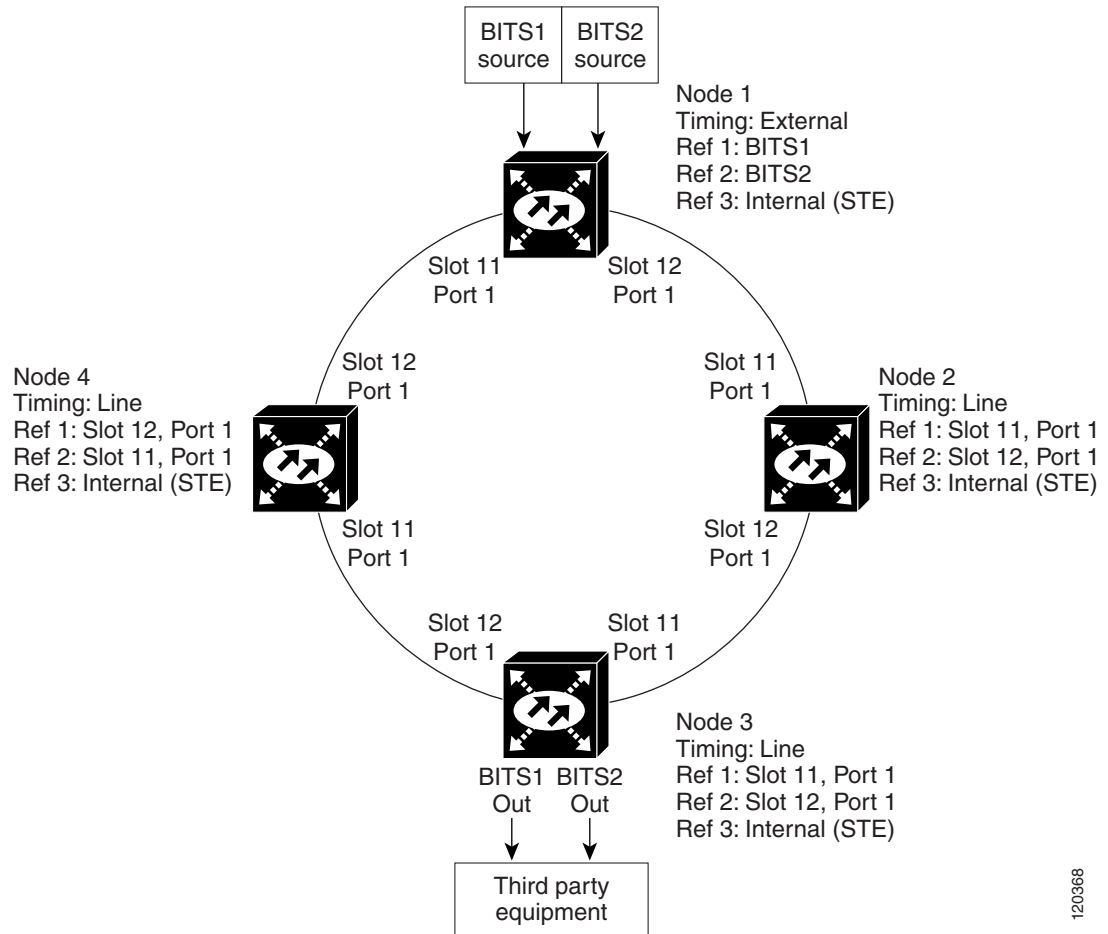 BITS1
source
BITS2
source
Node 1
Timing: External
Ref 1: BITS1
Ref 2: BITS2
Ref 3: Internal (STE)
Slot 11
Port 1
Slot 12
Port 1
Slot 12
Port 1
Slot 11
Port 1
Node 4
Timing: Line
Ref 1: Slot 12, Port 1
Ref 2: Slot 11, Port 1
Ref 3: Internal (STE)
Node 2
Timing: Line
Ref 1: Slot 11, Port 1
Ref 2: Slot 12, Port 1
Ref 3: Internal (STE)
Slot 11
Port 1
Slot 12
Port 1
Slot 12
Port 1
Slot 11
Port 1
Node 3
Timing: Line
Ref 1: Slot 11, Port 1
Ref 2: Slot 12, Port 1
Ref 3: Internal (STE)
BITS1
Out
BITS2
Out
Third party
equipment
120368